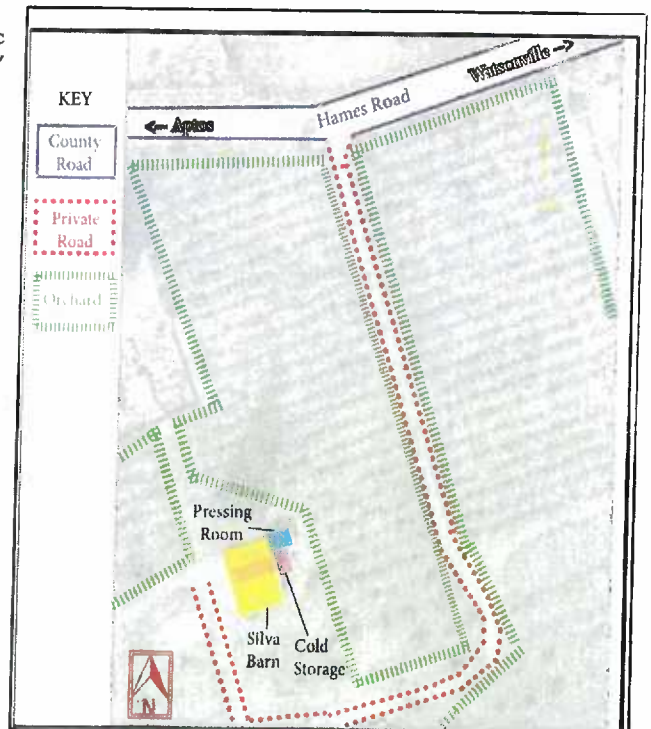 KEY
County
Road
Private
Road
Orchard
<-- Aptos
Hames Road
Watsonville -->
Pressing
Room
Silva
Barn
Cold
Storage
N